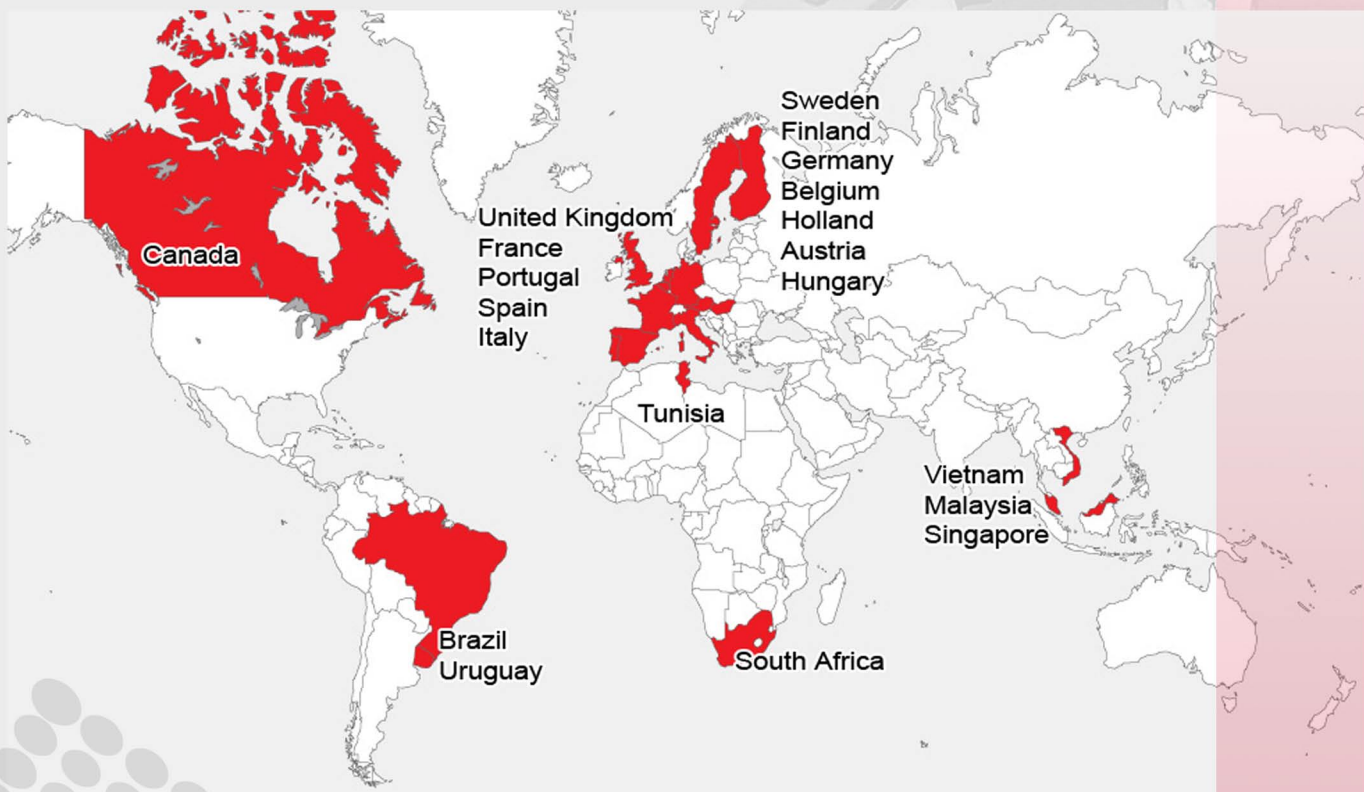 Canada
United Kingdom
France
Portugal
Spain
Italy
Sweden
Finland
Germany
Belgium
Holland
Austria
Hungary
Tunisia
Vietnam
Malaysia
Singapore
Brazil
Uruguay
South Africa